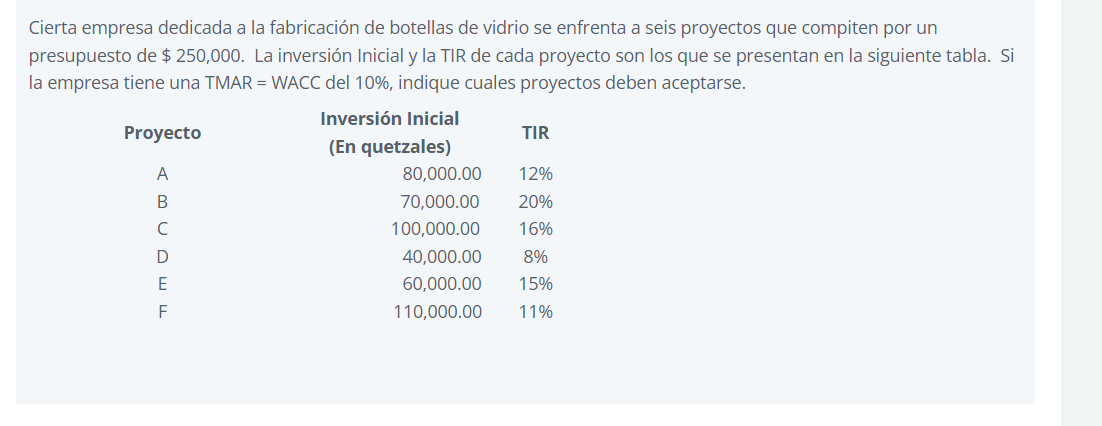 Cierta empresa dedicada a la fabricación de botellas de vidrio se enfrenta a seis proyectos que compiten por un
presupuesto de $ 250,000. La inversión Inicial y la TIR de cada proyecto son los que se presentan en la siguiente tabla. Si
la empresa tiene una TMAR = WACC del 10%, indique cuales proyectos deben aceptarse.
Proyecto Inversión Inicial (En quetzales) TIR
A 80,000.00 12%
B 70,000.00 20%
C 100,000.00 16%
D 40,000.00 8%
E 60,000.00 15%
F 110,000.00 11%